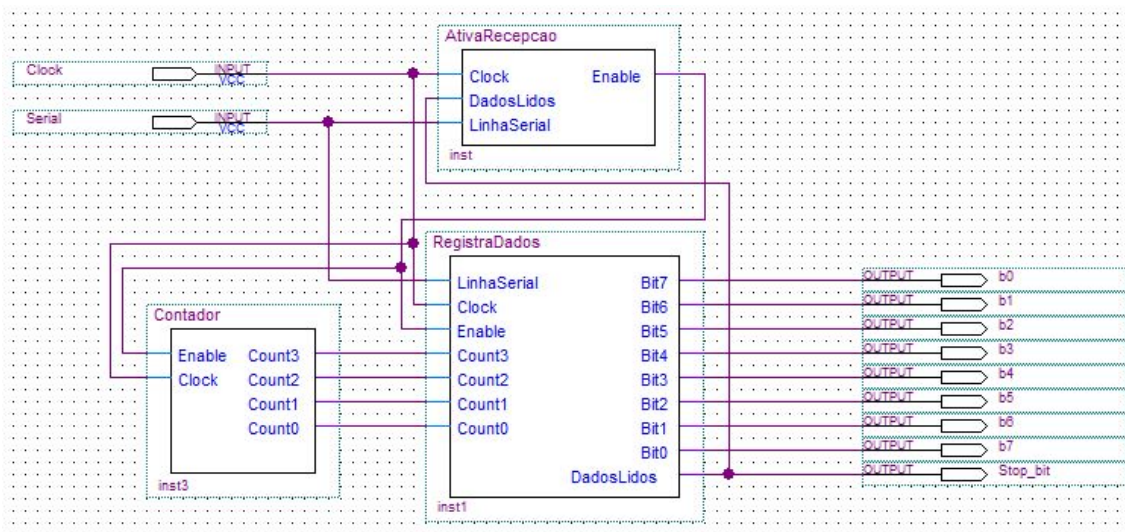 AtivaRecepcao
Clook INPUT VCC
Clock Enable
DadosLidos
Serial INPUT VCC
LinhaSerial
inst
RegistraDados
LinhaSerial Bit7 OUTPUT b0
Clock Bit6 OUTPUT b1
Contador
Enable Bit5 OUTPUT b2
Enable Count3 Count3 Bit4 OUTPUT b3
Clock Count2 Count2 Bit3 OUTPUT b4
Count1 Count1 Bit2 OUTPUT b5
Count0 Count0 Bit1 OUTPUT b6
Bit0 OUTPUT b7
DadosLidos OUTPUT Stop_bit
inst3
inst1